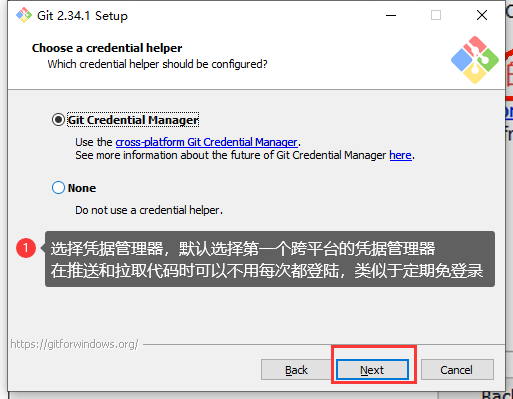 Git 2.34.1 Setup
Choose a credential helper
Which credential helper should be configured?
Git Credential Manager
Use the cross-platform Git Credential Manager.
See more information about the future of Git Credential Manager here.
None
Do not use a credential helper.
1
选择凭据管理器，默认选择第一个跨平台的凭据管理器
在推送和拉取代码时可以不用每次都登陆，类似于定期免登录
https://gitforwindows.org/
Back
Next
Cancel